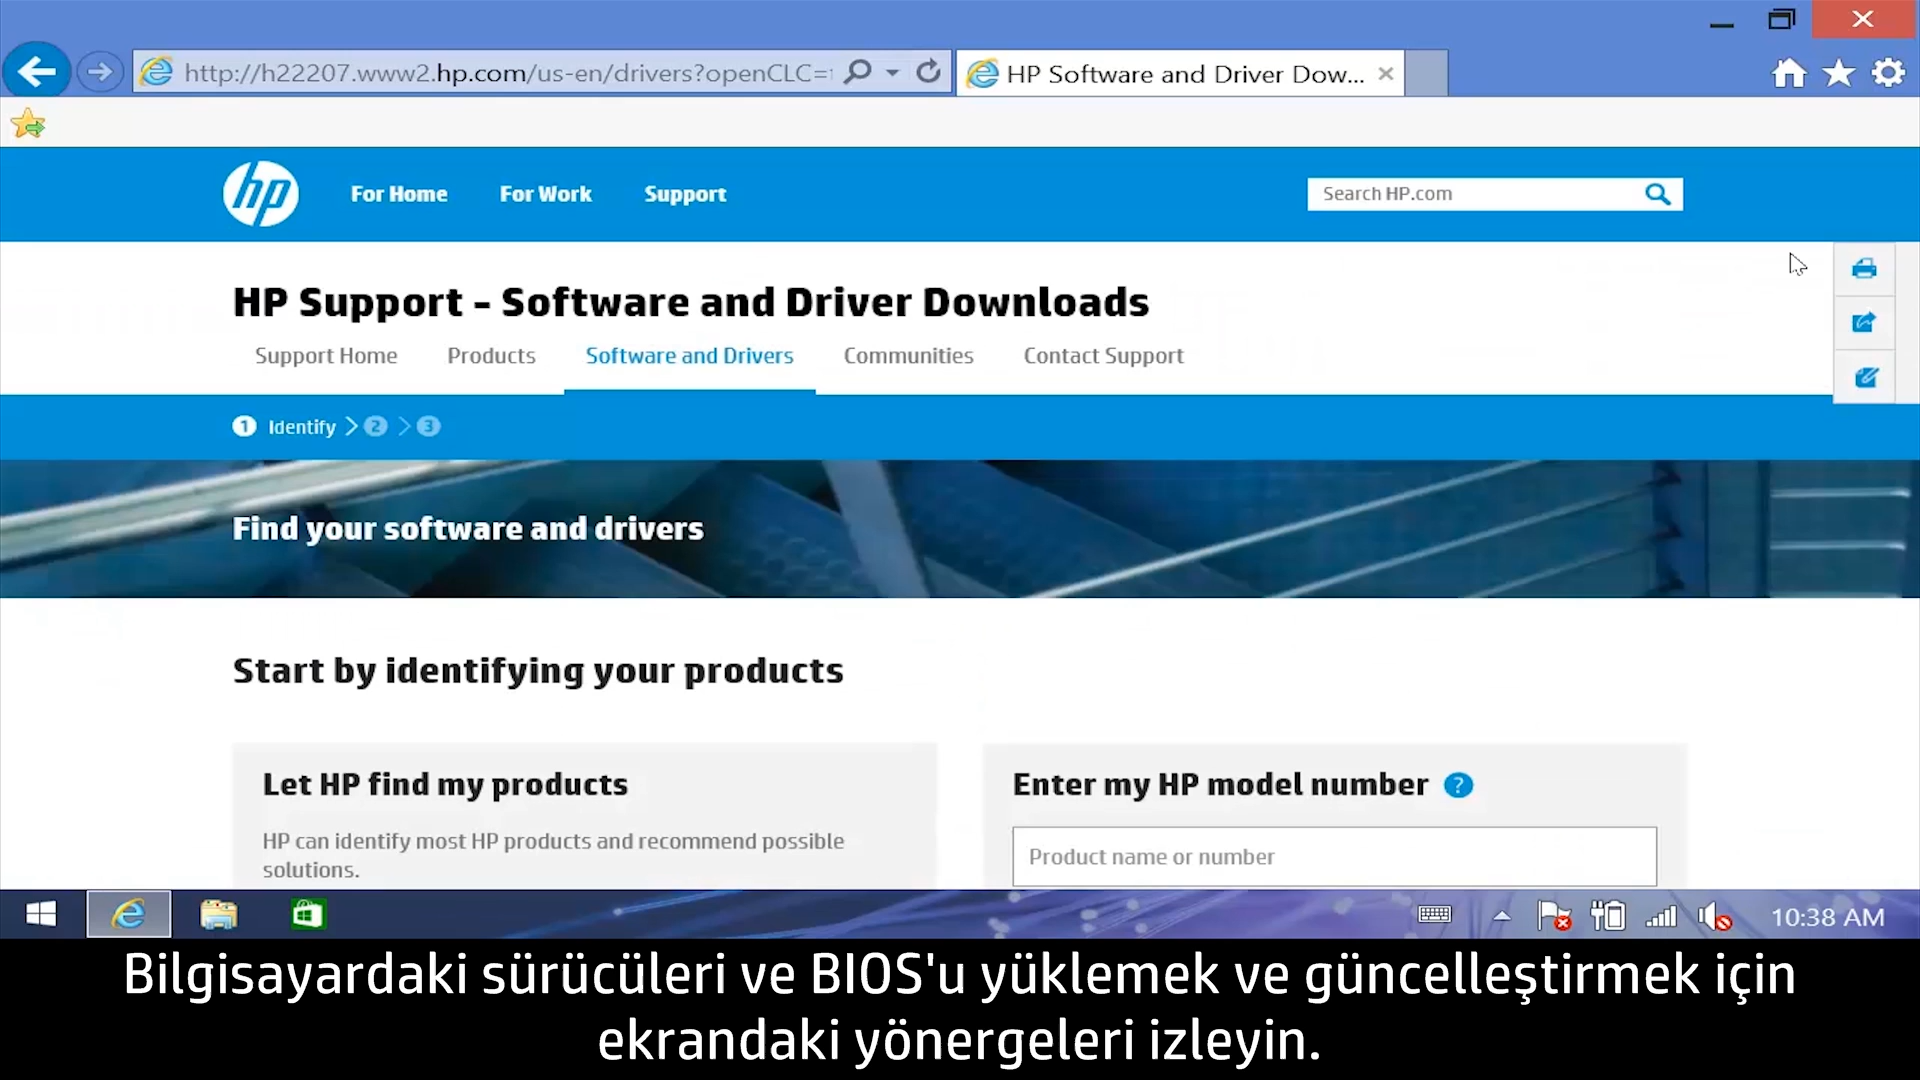 http://h22207.www2.hp.com/us-en/drivers?openCLC=
HP Software and Driver Dow...
hp
For Home
For Work
Support
Search HP.com
HP Support - Software and Driver Downloads
Support Home
Products
Software and Drivers
Communities
Contact Support
1 Identify 2 3
Find your software and drivers
Start by identifying your products
Let HP find my products
HP can identify most HP products and recommend possible
solutions.
Enter my HP model number ?
Product name or number
10:38 AM
Bilgisayardaki sürücüleri ve BIOS'u yüklemek ve güncelleştirmek için
ekrandaki yönergeleri izleyin.